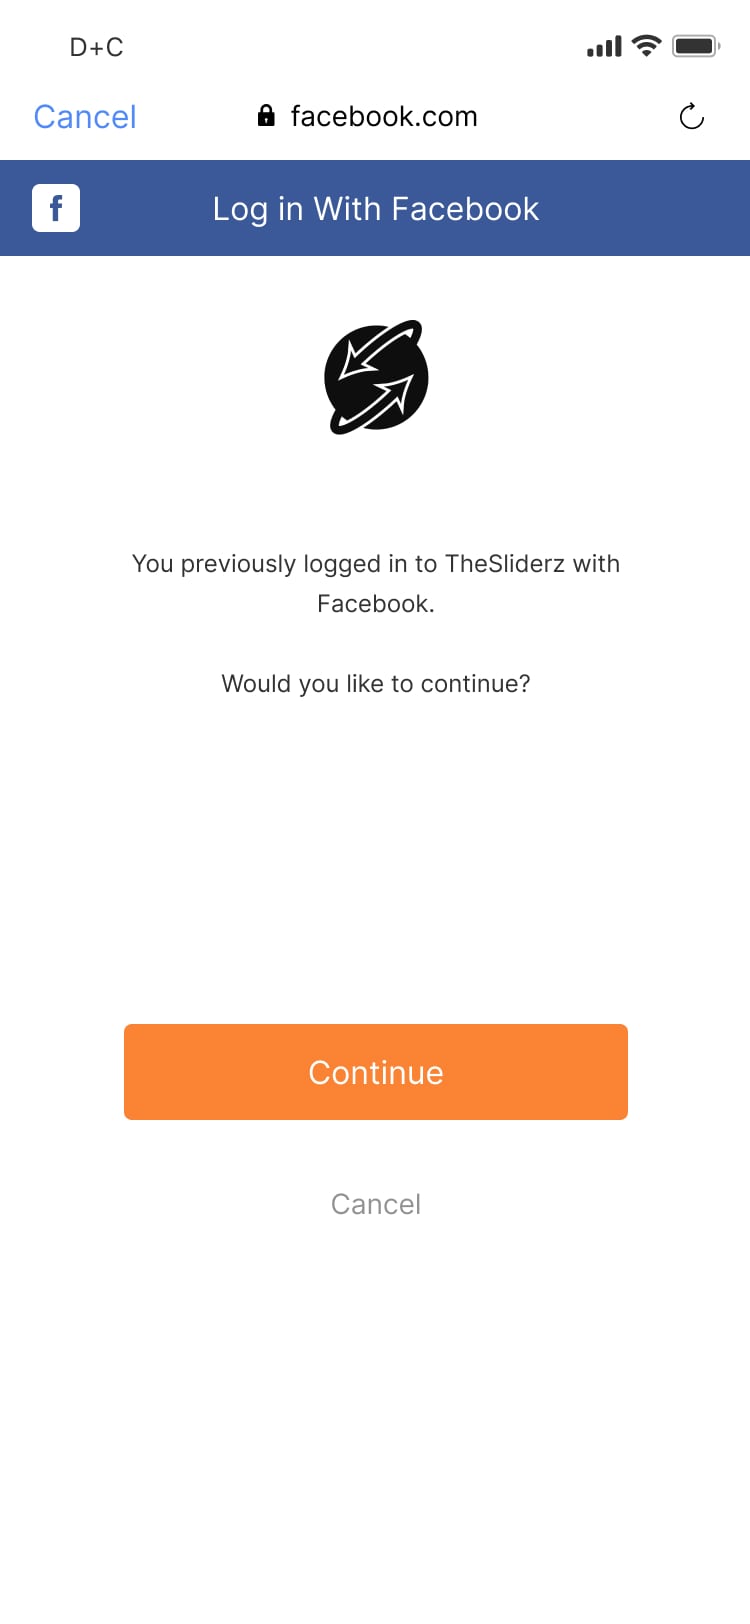 D+C
Cancel
facebook.com
f
Log in With Facebook
You previously logged in to TheSliderz with
Facebook.
Would you like to continue?
Continue
Cancel